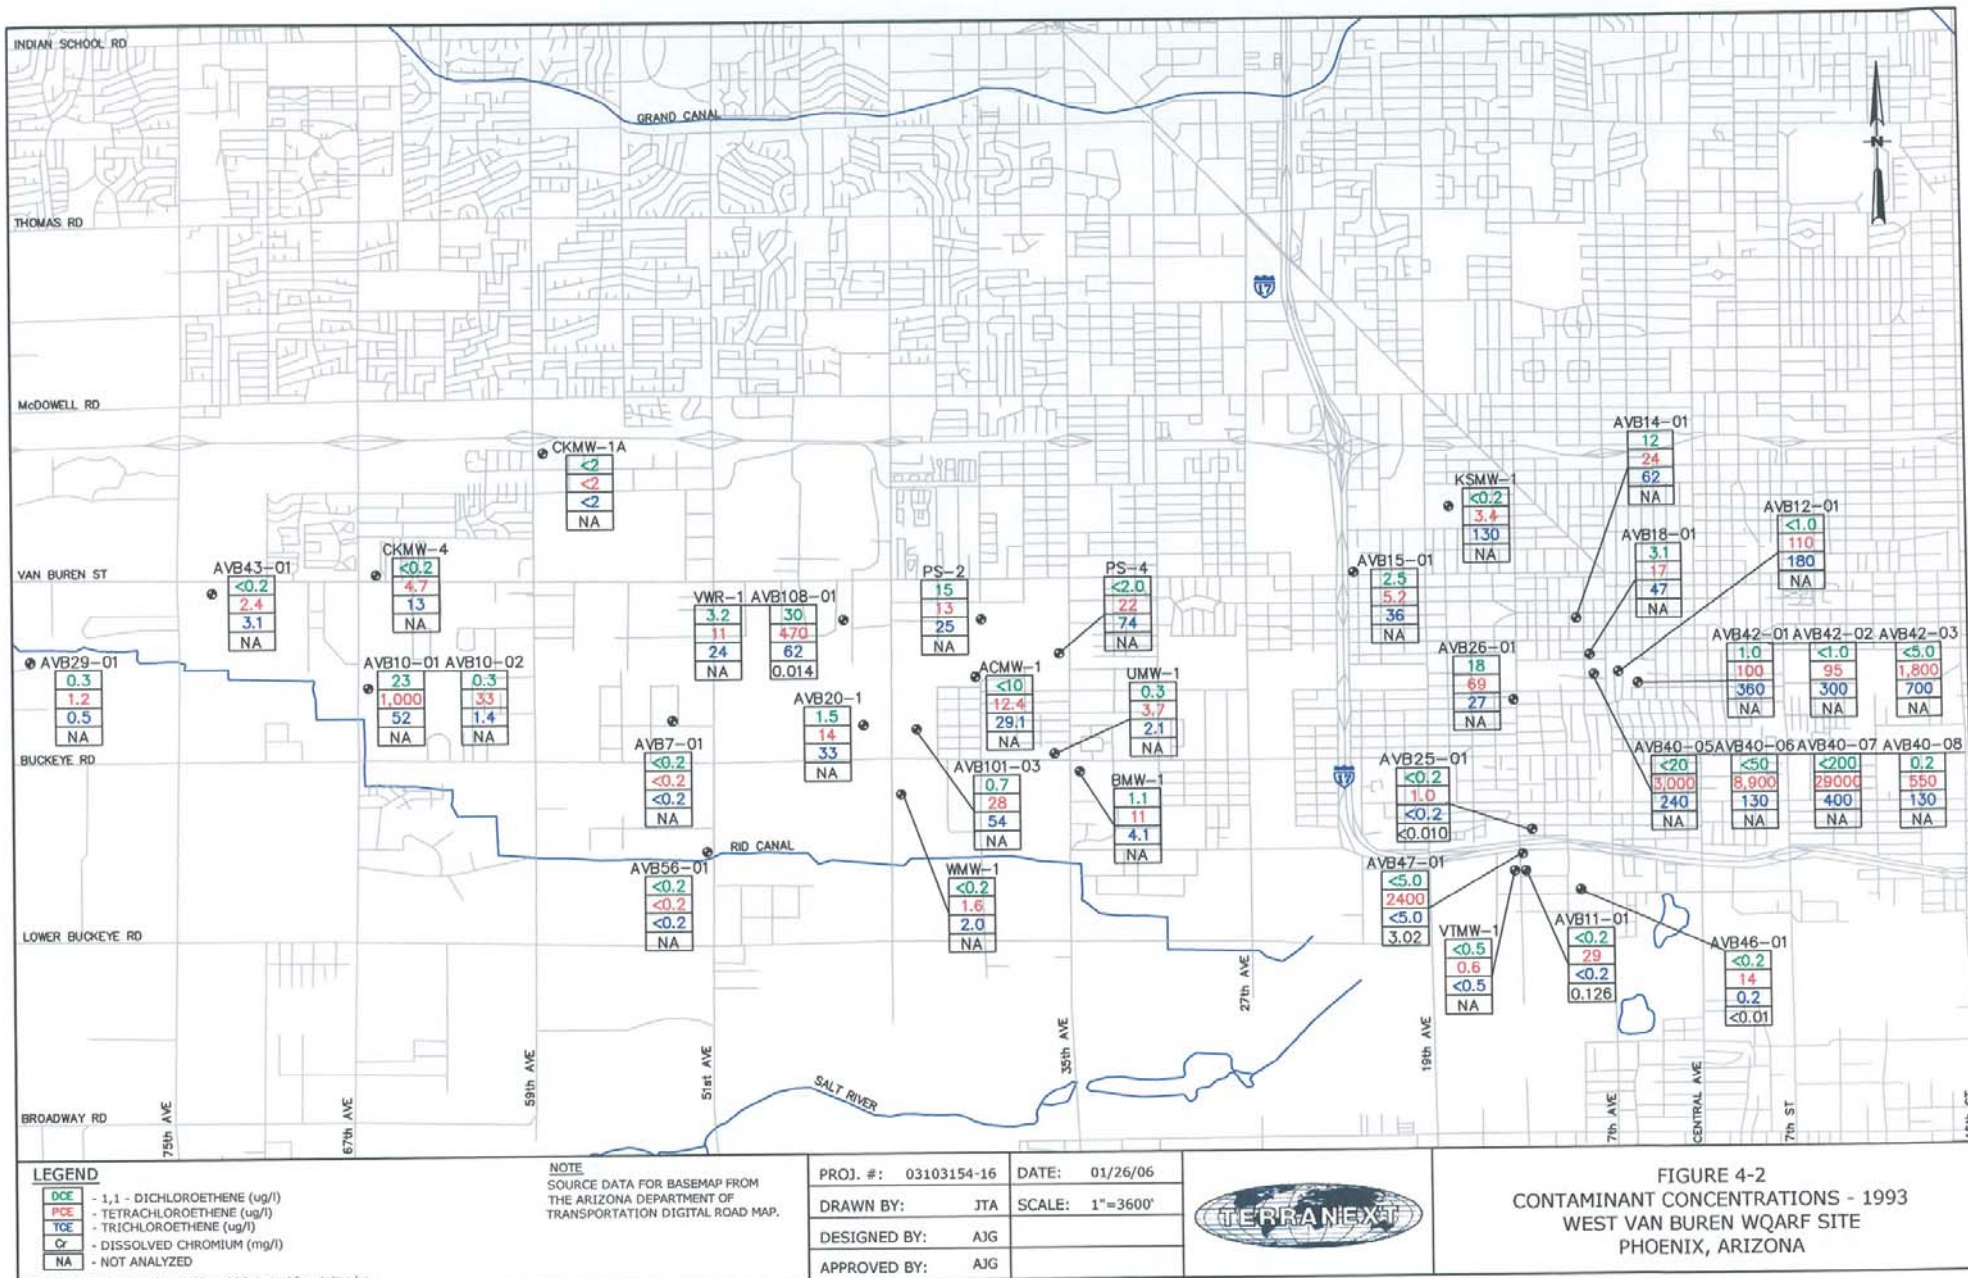 INDIAN SCHOOL RD
GRAND CANAL
N
THOMAS RD
17
McDOWELL RD
CKMW-1A
<2
<2
<2
NA
AVB14-01
12
24
62
NA
KSMW-1
<0.2
3.4
130
NA
AVB12-01
<1.0
110
180
NA
AVB18-01
3.1
17
47
NA
VAN BUREN ST
AVB43-01
<0.2
2.4
3.1
NA
CKMW-4
<0.2
4.7
13
NA
VWR-1
3.2
11
24
NA
AVB108-01
30
470
62
0.014
PS-2
15
13
25
NA
PS-4
<2.0
22
74
NA
AVB15-01
2.5
5.2
36
NA
AVB29-01
0.3
1.2
0.5
NA
AVB10-01
23
1,000
52
NA
AVB10-02
0.3
33
1.4
NA
ACMW-1
<10
12.4
29.1
NA
UMW-1
0.3
3.7
2.1
NA
AVB26-01
18
69
27
NA
AVB42-01
1.0
100
360
NA
AVB42-02
<1.0
95
300
NA
AVB42-03
<5.0
1,800
700
NA
AVB20-1
1.5
14
33
NA
AVB7-01
<0.2
<0.2
<0.2
NA
BUCKEYE RD
AVB101-03
0.7
28
54
NA
BMW-1
1.1
11
4.1
NA
17
AVB25-01
<0.2
1.0
<0.2
<0.010
AVB40-05
<20
3,000
240
NA
AVB40-06
<50
8,900
130
NA
AVB40-07
<200
29000
400
NA
AVB40-08
0.2
550
130
NA
RID CANAL
AVB56-01
<0.2
<0.2
<0.2
NA
WMW-1
<0.2
1.6
2.0
NA
AVB47-01
<5.0
2400
<5.0
3.02
VTMW-1
<0.5
0.6
<0.5
NA
AVB11-01
<0.2
29
<0.2
0.126
AVB46-01
<0.2
14
0.2
<0.01
LOWER BUCKEYE RD
SALT RIVER
BROADWAY RD
75th AVE
67th AVE
59th AVE
51st AVE
35th AVE
27th AVE
19th AVE
7th AVE
CENTRAL AVE
7th ST
LEGEND
DCE - 1,1 - DICHLOROETHENE (ug/l)
PCE - TETRACHLOROETHENE (ug/l)
TCE - TRICHLOROETHENE (ug/l)
Cr - DISSOLVED CHROMIUM (mg/l)
NA - NOT ANALYZED
NOTE
SOURCE DATA FOR BASEMAP FROM
THE ARIZONA DEPARTMENT OF
TRANSPORTATION DIGITAL ROAD MAP.
PROJ. #: 03103154-16
DATE: 01/26/06
DRAWN BY: JTA
SCALE: 1"=3600'
DESIGNED BY: AJG
APPROVED BY: AJG
TERRANEXT
FIGURE 4-2
CONTAMINANT CONCENTRATIONS - 1993
WEST VAN BUREN WQARF SITE
PHOENIX, ARIZONA